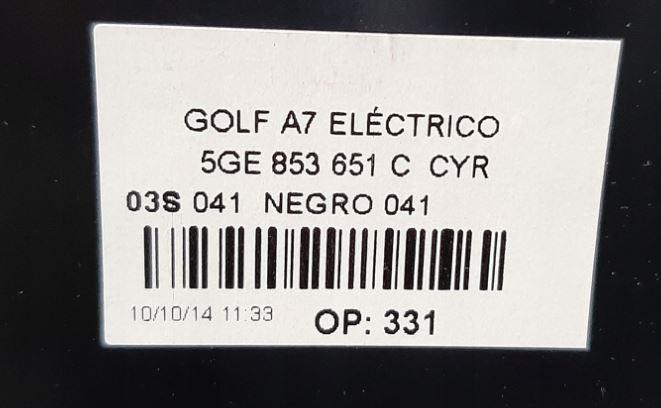 GOLF A7 ELÉCTRICO
5GE 853 651 C CYR
03S 041 NEGRO 041
10/10/14 11:33 OP: 331